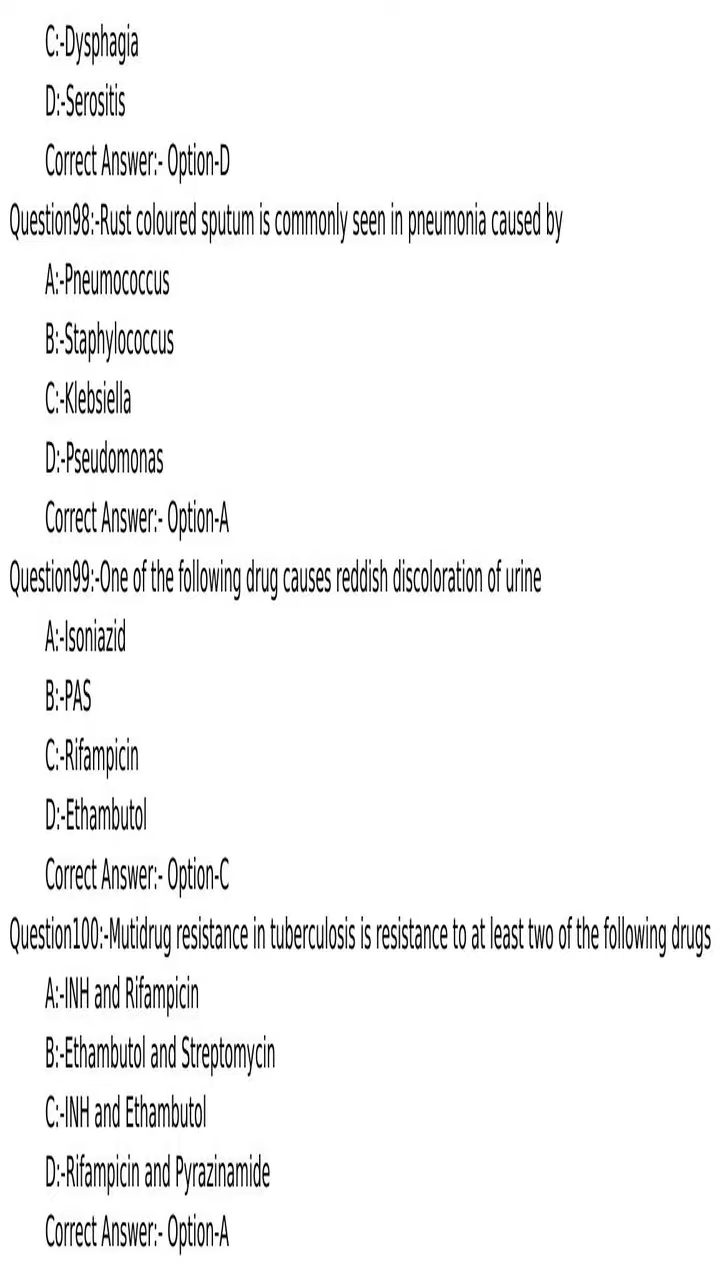 C:-Dysphagia
D:-Serositis
Correct Answer:- Option-D
Question98:-Rust coloured sputum is commonly seen in pneumonia caused by
A:-Pneumococcus
B:-Staphylococcus
C:-Klebsiella
D:-Pseudomonas
Correct Answer:- Option-A
Question99:-One of the following drug causes reddish discoloration of urine
A:-Isoniazid
B:-PAS
C:-Rifampicin
D:-Ethambutol
Correct Answer:- Option-C
Question100:-Mutidrug resistance in tuberculosis is resistance to at least two of the following drugs
A:-INH and Rifampicin
B:-Ethambutol and Streptomycin
C:-INH and Ethambutol
D:-Rifampicin and Pyrazinamide
Correct Answer:- Option-A